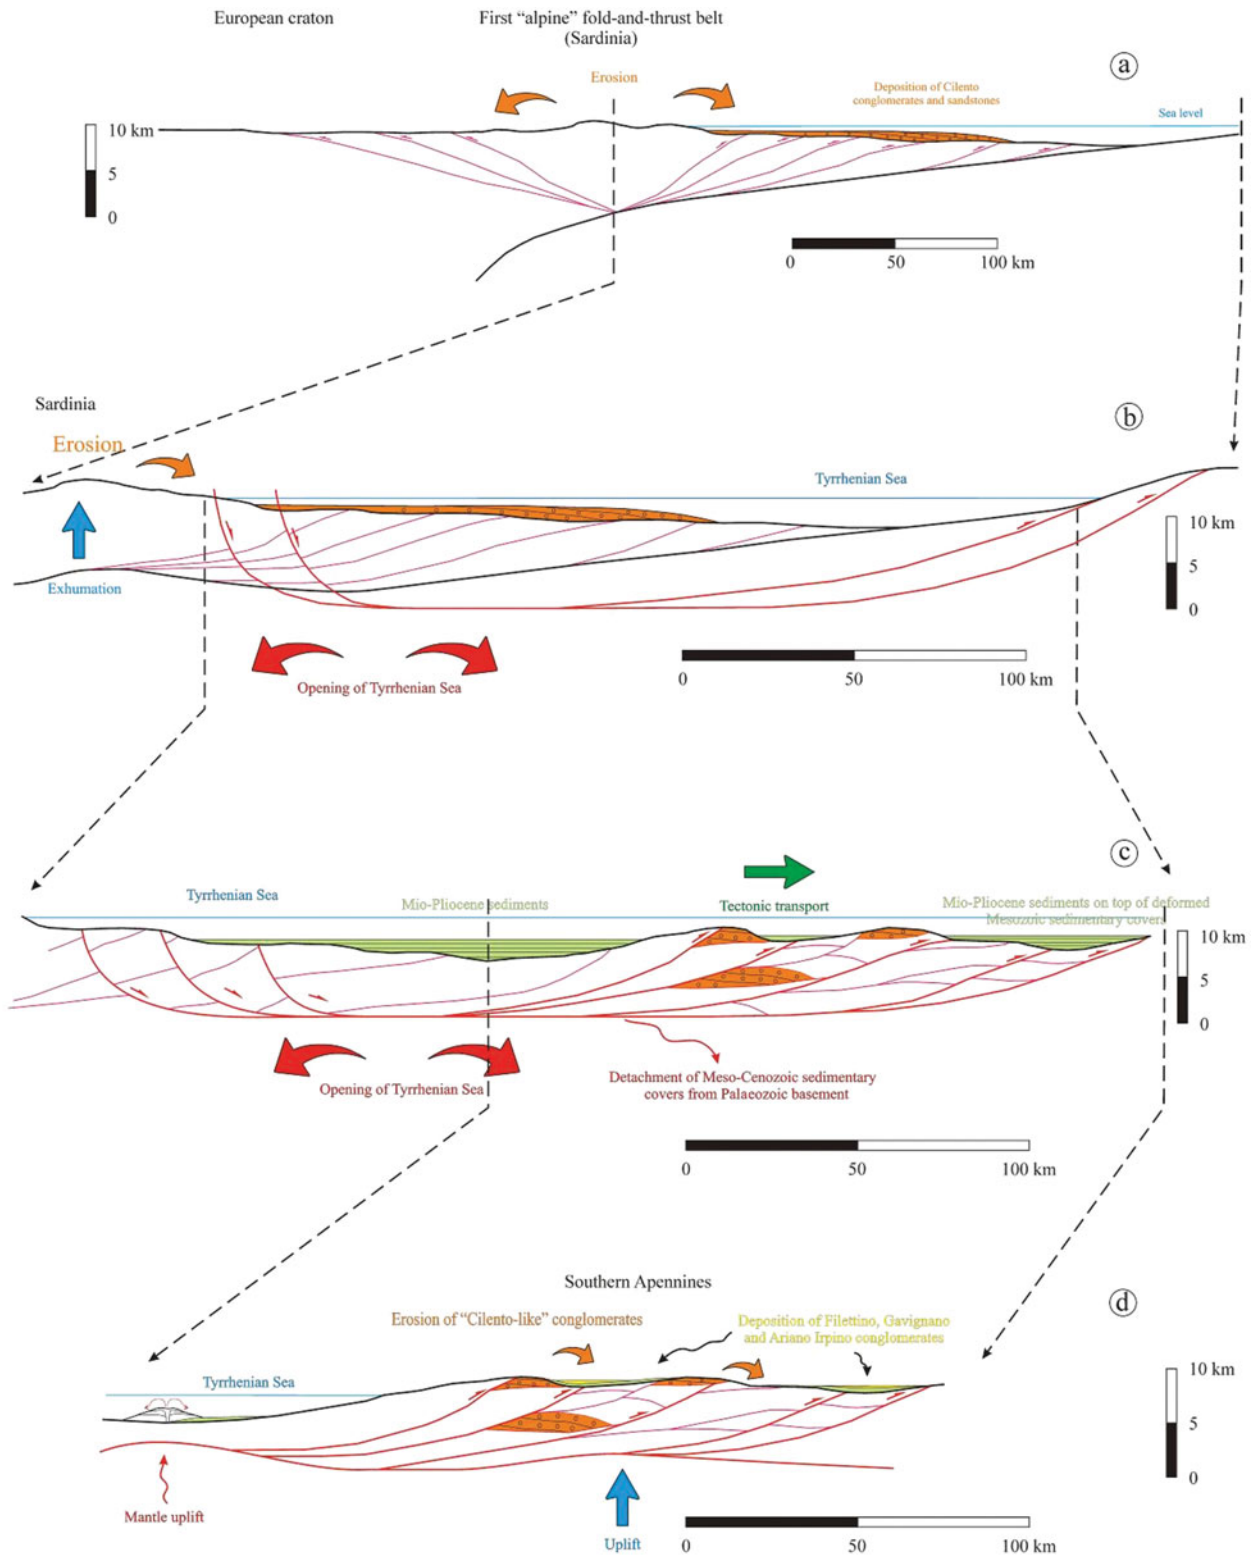 European craton
First “alpine” fold-and-thrust belt
(Sardinia)
a
Erosion
Deposition of Cilento
conglomerates and sandstones
Sea level
10 km
5
0
0 50 100 km
Sardinia
b
Erosion
Tyrrhenian Sea
10 km
5
0
Exhumation
Opening of Tyrrhenian Sea
0 50 100 km
c
Tyrrhenian Sea
Mio-Pliocene sediments
Tectonic transport
Mio-Pliocene sediments on top of deformed
Mesozoic sedimentary covers
10 km
5
0
Opening of Tyrrhenian Sea
Detachment of Meso-Cenozoic sedimentary
covers from Palaeozoic basement
0 50 100 km
Southern Apennines
d
Erosion of “Cilento-like” conglomerates
Deposition of Filettino, Gavignano
and Ariano Irpino conglomerates
Tyrrhenian Sea
10 km
5
0
Mantle uplift
Uplift
0 50 100 km